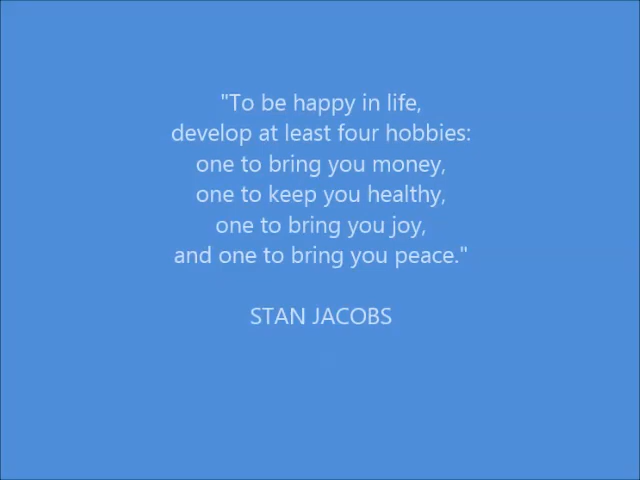 "To be happy in life,
develop at least four hobbies:
one to bring you money,
one to keep you healthy,
one to bring you joy,
and one to bring you peace."
STAN JACOBS